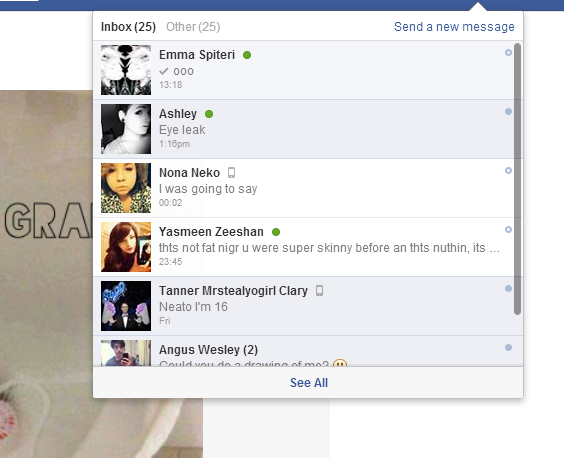 Inbox (25) Other (25) Send a new message
Emma Spiteri
ooo
13:18
Ashley
Eye leak
1:16pm
Nona Neko
I was going to say
00:02
Yasmeen Zeeshan
thts not fat nigr u were super skinny before an thts nuthin, its ...
23:45
Tanner Mrstealyogirl Clary
Neato I'm 16
Fri
Angus Wesley (2)
Could you do a drawing of me?
See All
GRA